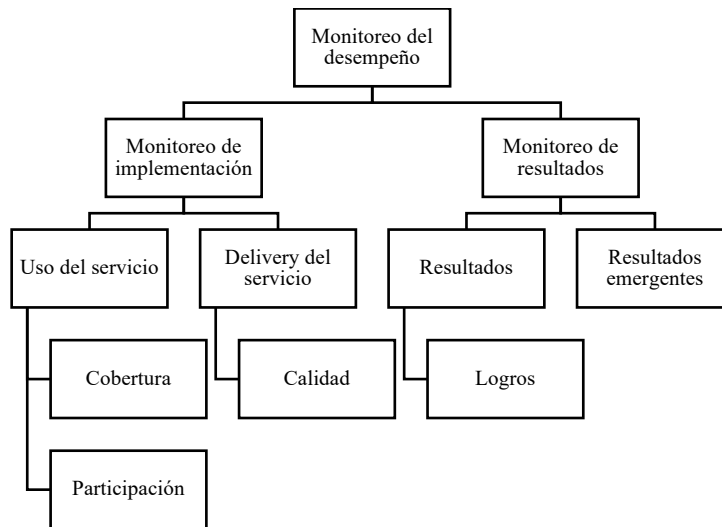 Monitoreo del
desempeño
Monitoreo de
implementación
Monitoreo de
resultados
Uso del servicio
Delivery del
servicio
Resultados
Resultados
emergentes
Cobertura
Calidad
Logros
Participación